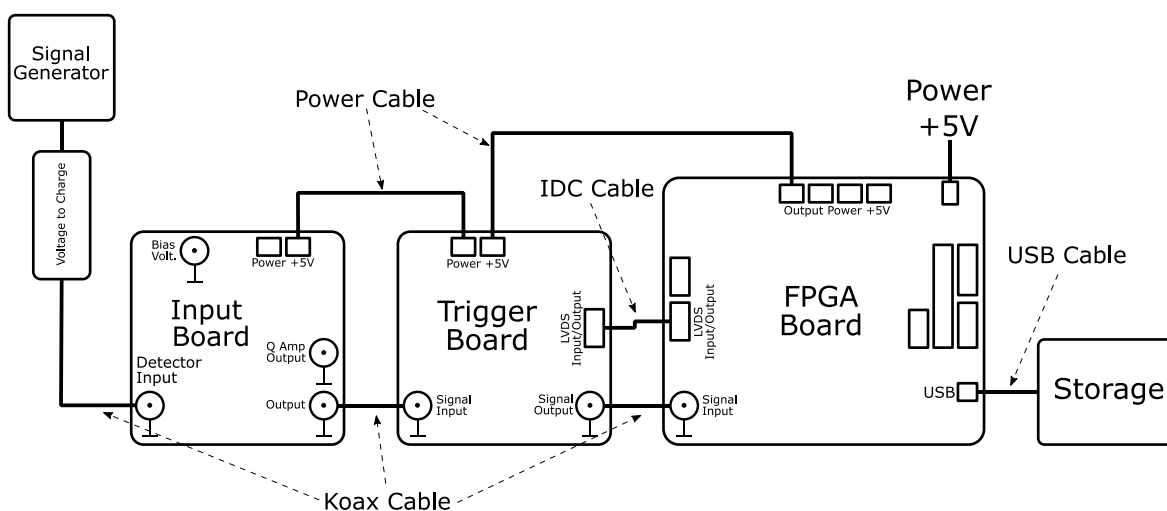 Signal
Generator
Voltage to Charge
Power Cable
Power
+5V
IDC Cable
USB Cable
Bias
Volt.
Power +5V
Input
Board
Q Amp
Output
Detector
Input
Output
Power +5V
Trigger
Board
LVDS
Input/Output
Signal
Input
Signal
Output
Output Power +5V
LVDS
Input/Output
FPGA
Board
Signal
Input
USB
Storage
Koax Cable